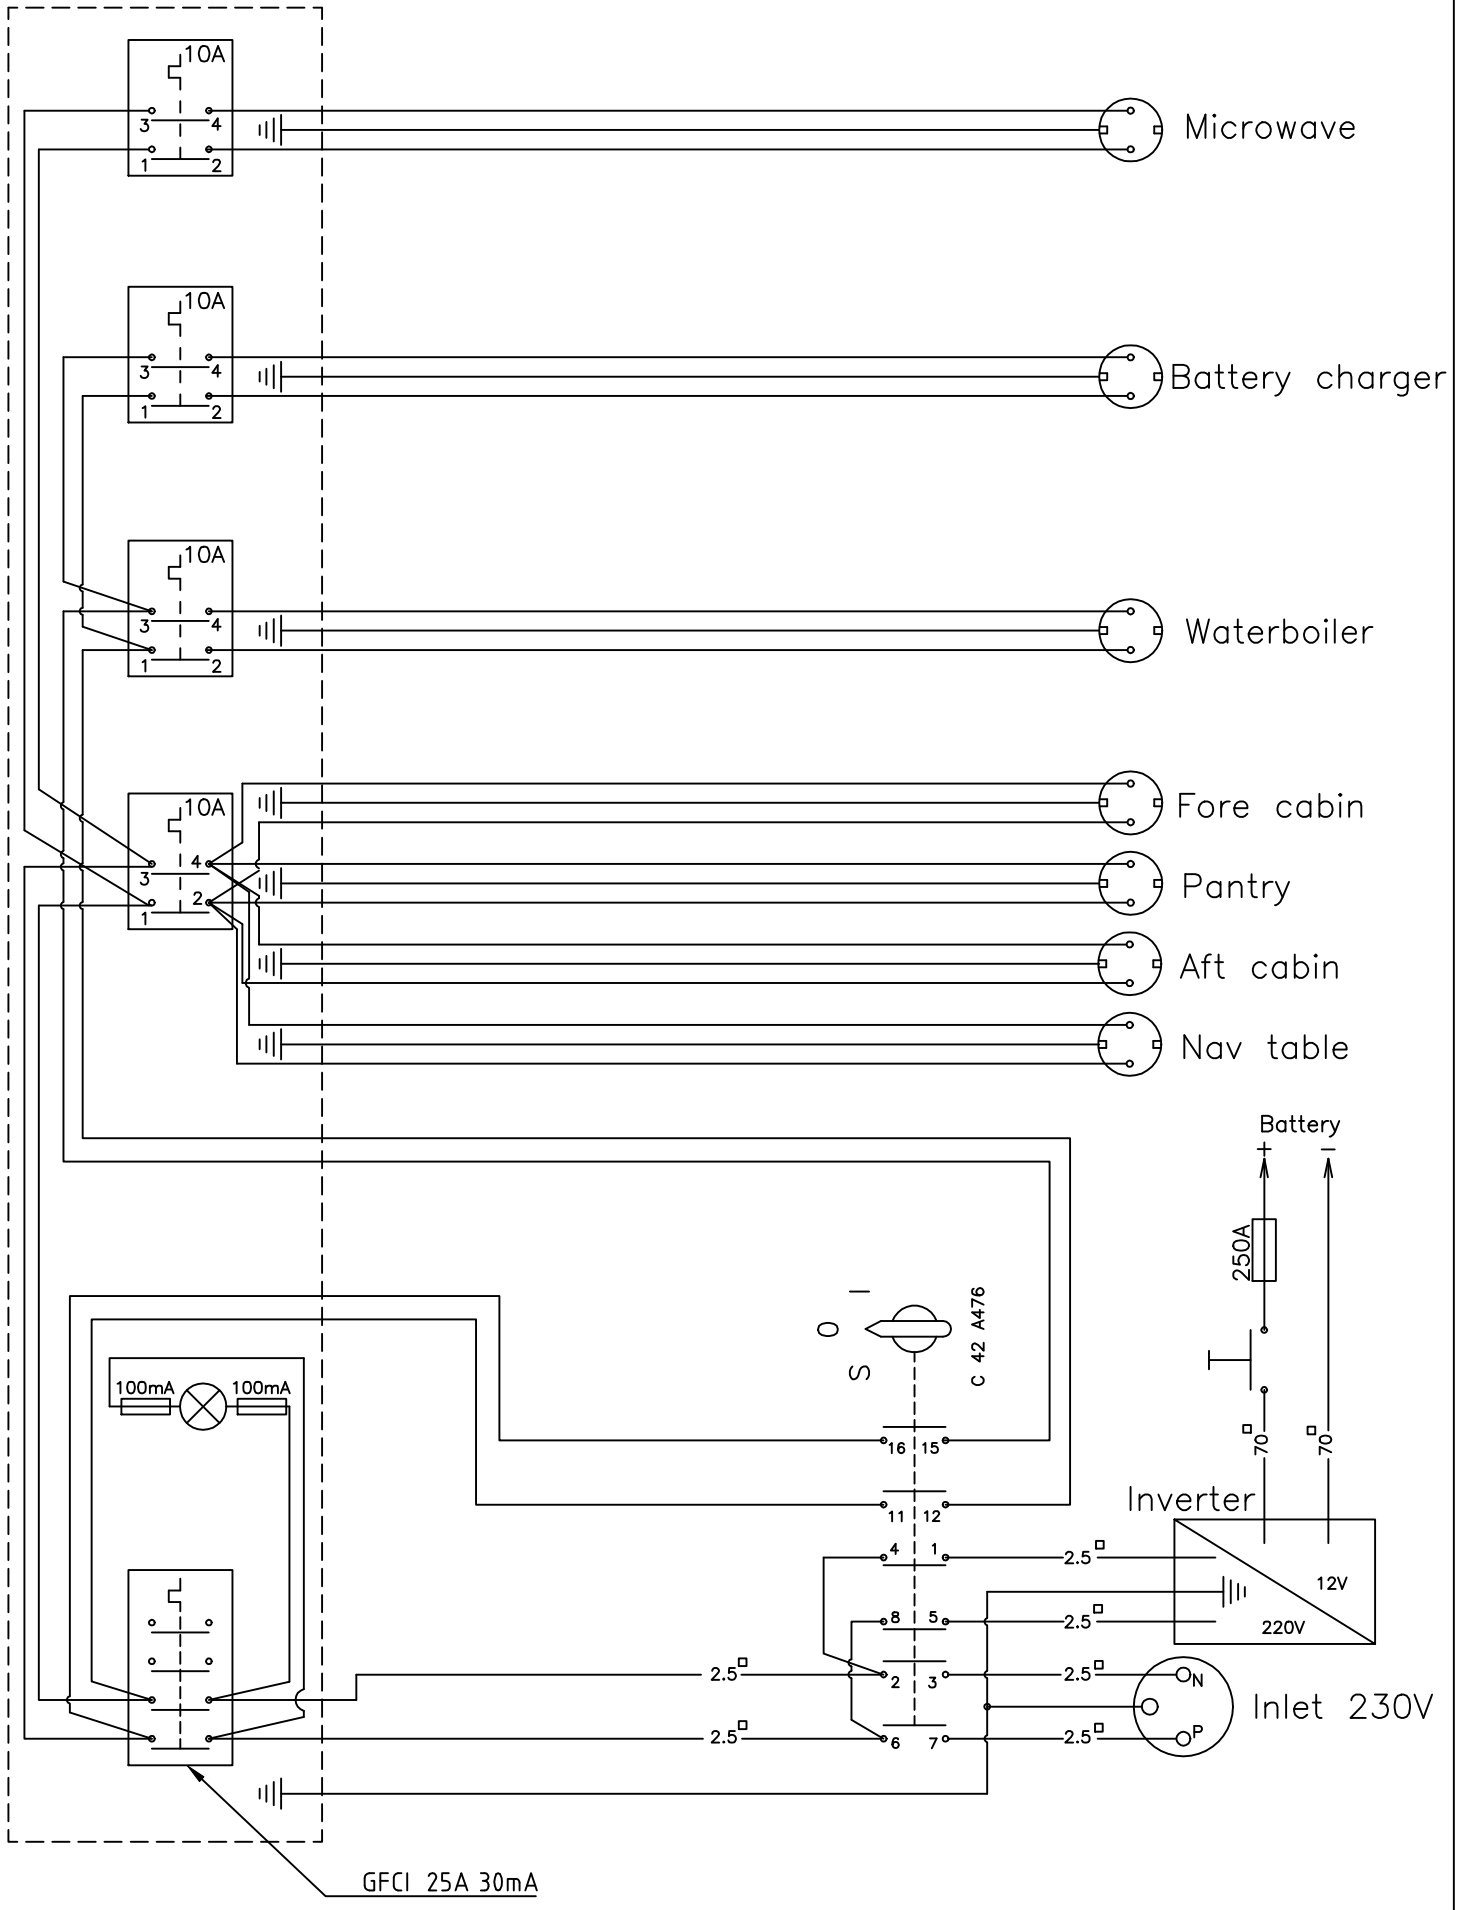 10A
3 4
1 2
Microwave
10A
3 4
1 2
Battery charger
10A
3 4
1 2
Waterboiler
10A
4
3
2
1
Fore cabin
Pantry
Aft cabin
Nav table
Battery
+ −
250A
I
O
S
C 42 A476
100mA 100mA
16 15
70 70
11 12
Inverter
4 1
2.5
12V
8 5
2.5
220V
2.5
2 3
2.5
N
Inlet 230V
2.5
6 7
2.5
P
GFCI 25A 30mA